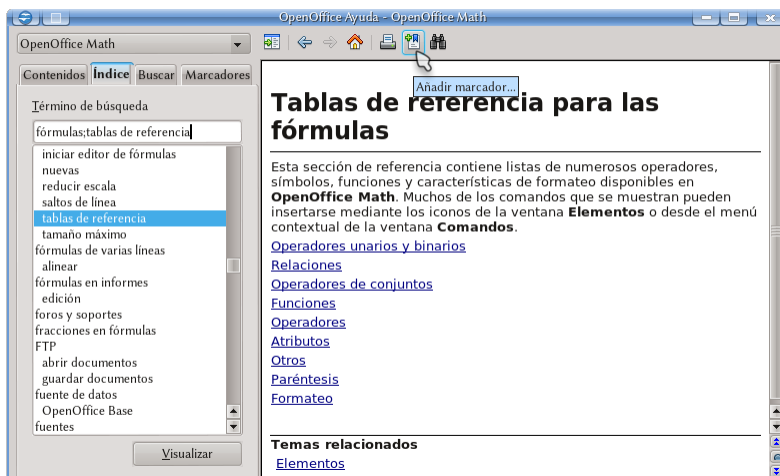 OpenOffice Ayuda - OpenOffice Math
OpenOffice Math
Contenidos Índice Buscar Marcadores
Término de búsqueda
fórmulas;tablas de referencia
iniciar editor de fórmulas
nuevas
reducir escala
saltos de línea
tablas de referencia
tamaño máximo
fórmulas de varias líneas
alinear
fórmulas en informes
edición
foros y soportes
fracciones en fórmulas
FTP
abrir documentos
guardar documentos
fuente de datos
OpenOffice Base
fuentes
Visualizar
Añadir marcador...
Tablas de referencia para las
fórmulas
Esta sección de referencia contiene listas de numerosos operadores,
símbolos, funciones y características de formateo disponibles en
OpenOffice Math. Muchos de los comandos que se muestran pueden
insertarse mediante los iconos de la ventana Elementos o desde el menú
contextual de la ventana Comandos.
Operadores unarios y binarios
Relaciones
Operadores de conjuntos
Funciones
Operadores
Atributos
Otros
Paréntesis
Formateo
Temas relacionados
Elementos